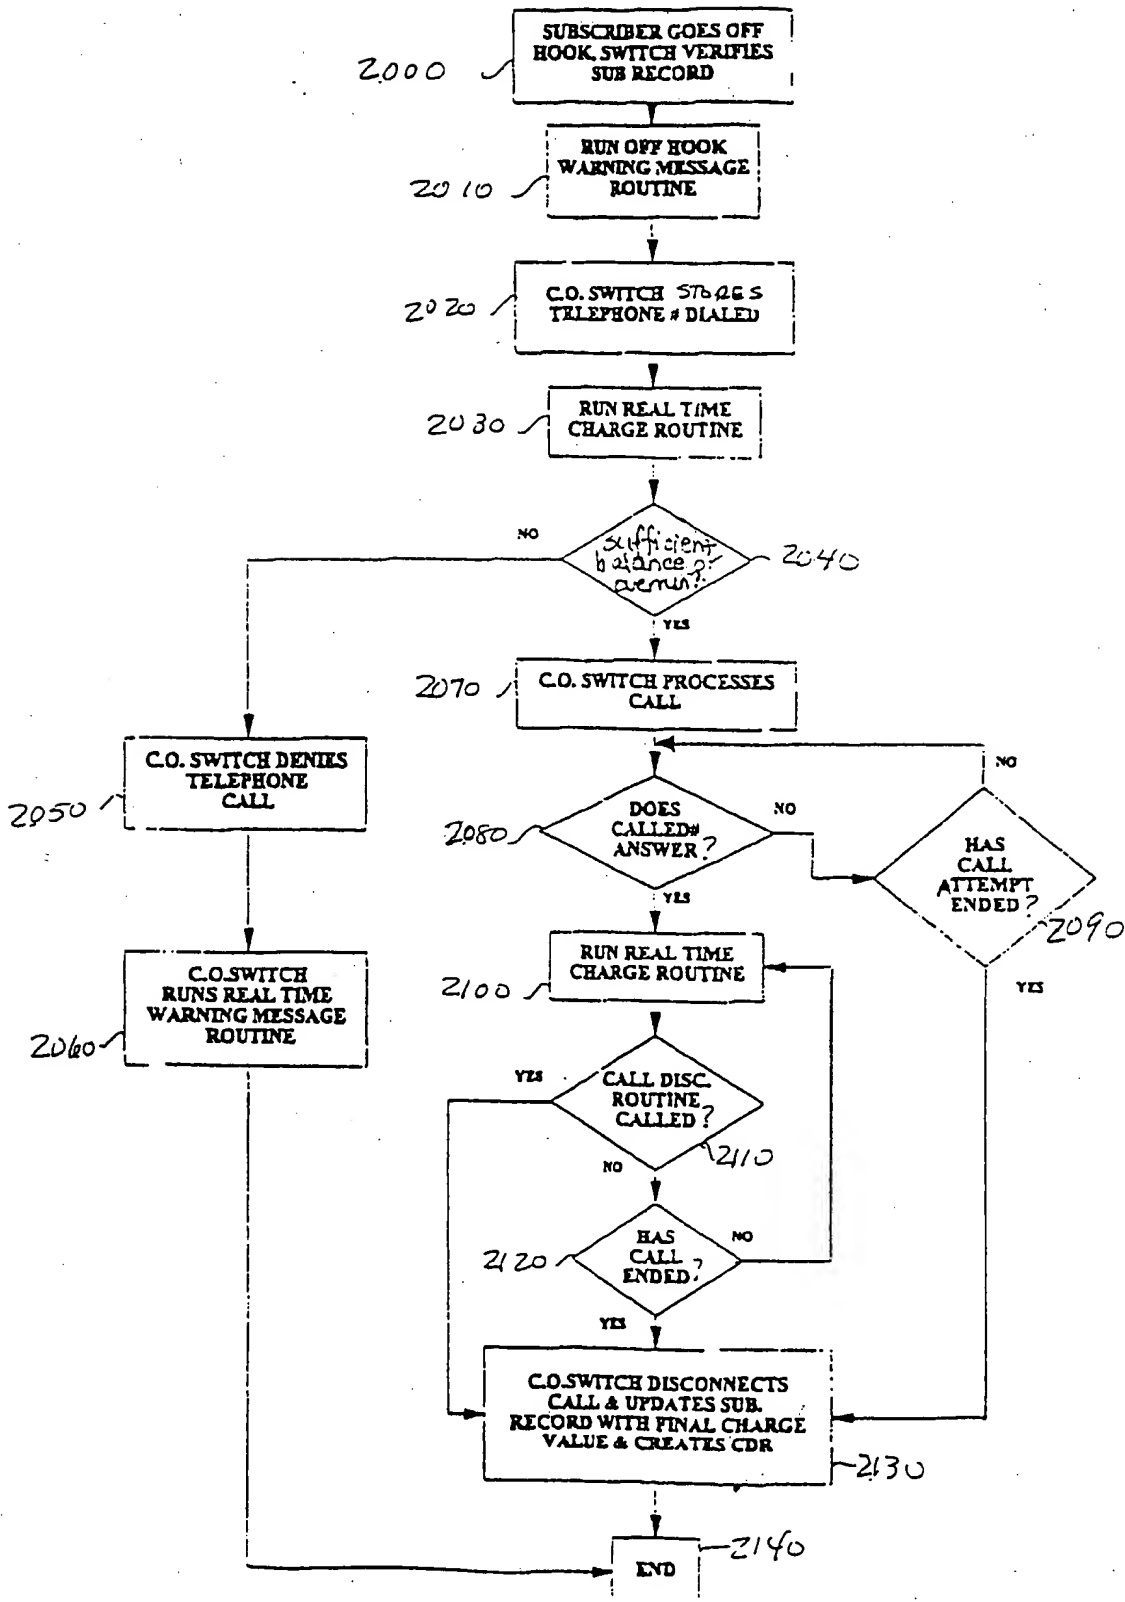 SUBSCRIBER GOES OFF
HOOK, SWITCH VERIFIES
SUB RECORD
2000
RUN OFF HOOK
WARNING MESSAGE
ROUTINE
2010
C.O. SWITCH STORES
TELEPHONE # DIALED
2020
RUN REAL TIME
CHARGE ROUTINE
2030
NO
sufficient
balance or
overrun?
2040
YES
C.O. SWITCH PROCESSES
CALL
2070
NO
C.O. SWITCH DENIES
TELEPHONE
CALL
2050
DOES
CALLED#
ANSWER?
2080
NO
HAS
CALL
ATTEMPT
ENDED?
2090
YES
YES
RUN REAL TIME
CHARGE ROUTINE
2100
C.O.SWITCH
RUNS REAL TIME
WARNING MESSAGE
ROUTINE
2060
YES
CALL DISC.
ROUTINE
CALLED?
2110
NO
HAS
CALL
ENDED?
2120
NO
YES
C.O.SWITCH DISCONNECTS
CALL & UPDATES SUB.
RECORD WITH FINAL CHARGE
VALUE & CREATES CDR
2130
END
2140